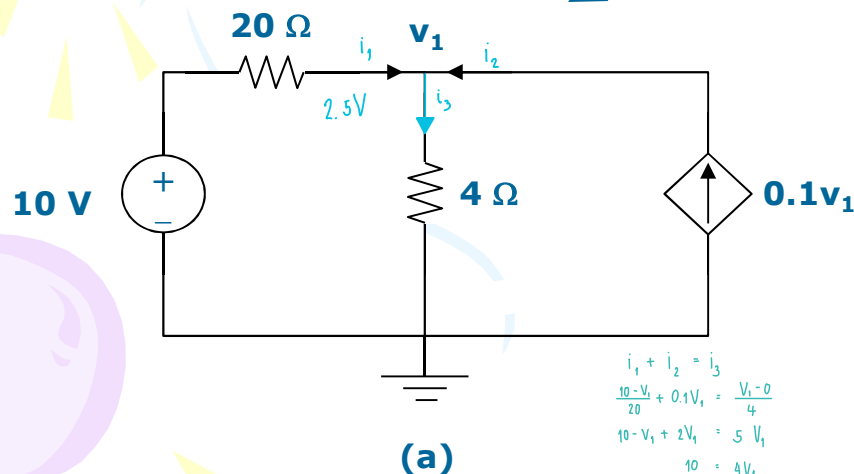 20 Ω
v₁
i₁
i₂
2.5V
i₃
10 V
+
−
4 Ω
0.1v₁
i₁ + i₂ = i₃
(10-V₁)/20 + 0.1V₁ = (V₁-0)/4
10-V₁ + 2V₁ = 5 V₁
10 = 4V₁
(a)